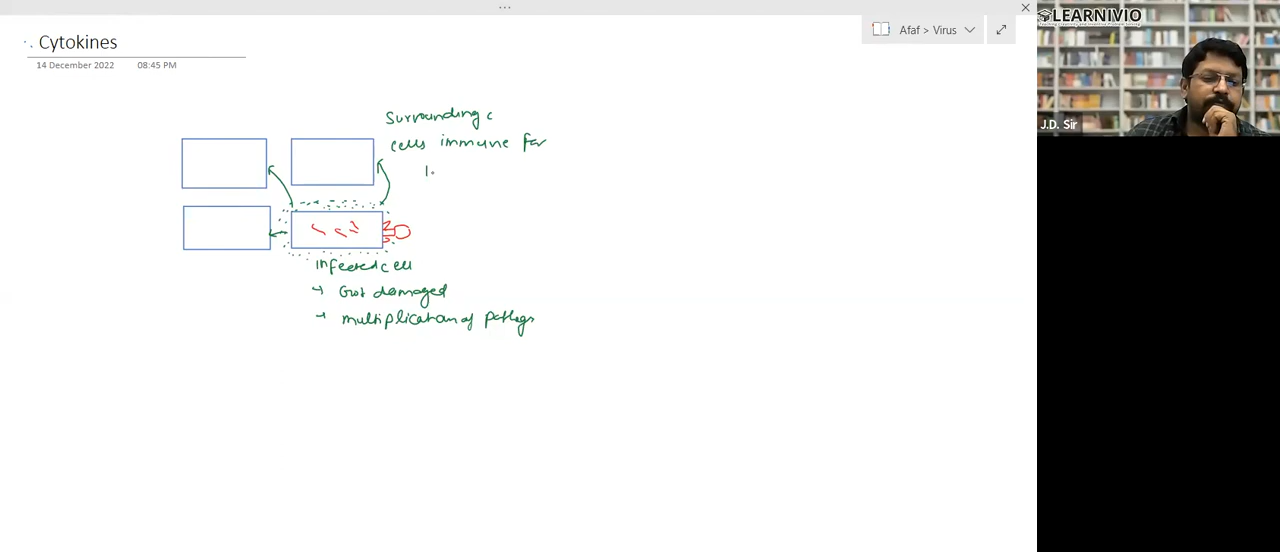 Cytokines
14 December 2022 08:45 PM
Afaf > Virus
LEARNIVIO
J.D. Sir
Surrounding c
cells immune for
infected cell
→ Got damaged
→ multiplication of